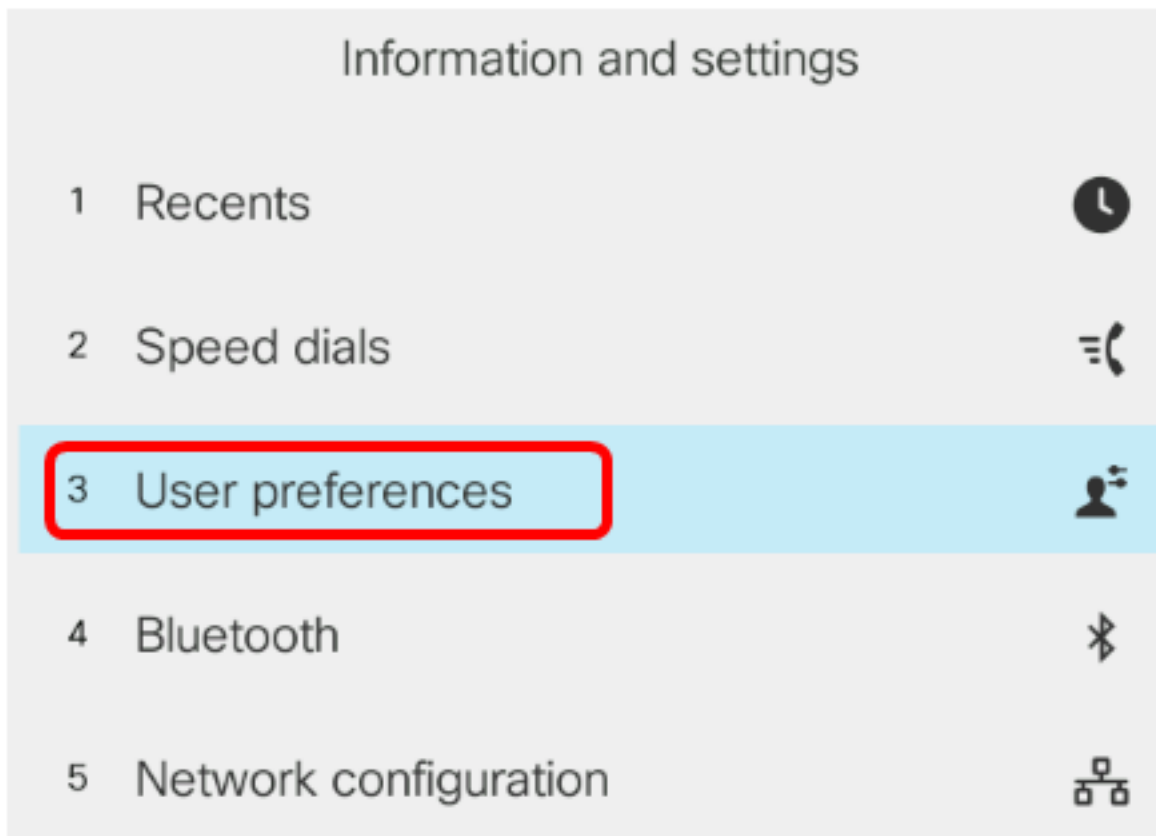 Information and settings
1 Recents
2 Speed dials
3 User preferences
4 Bluetooth
5 Network configuration